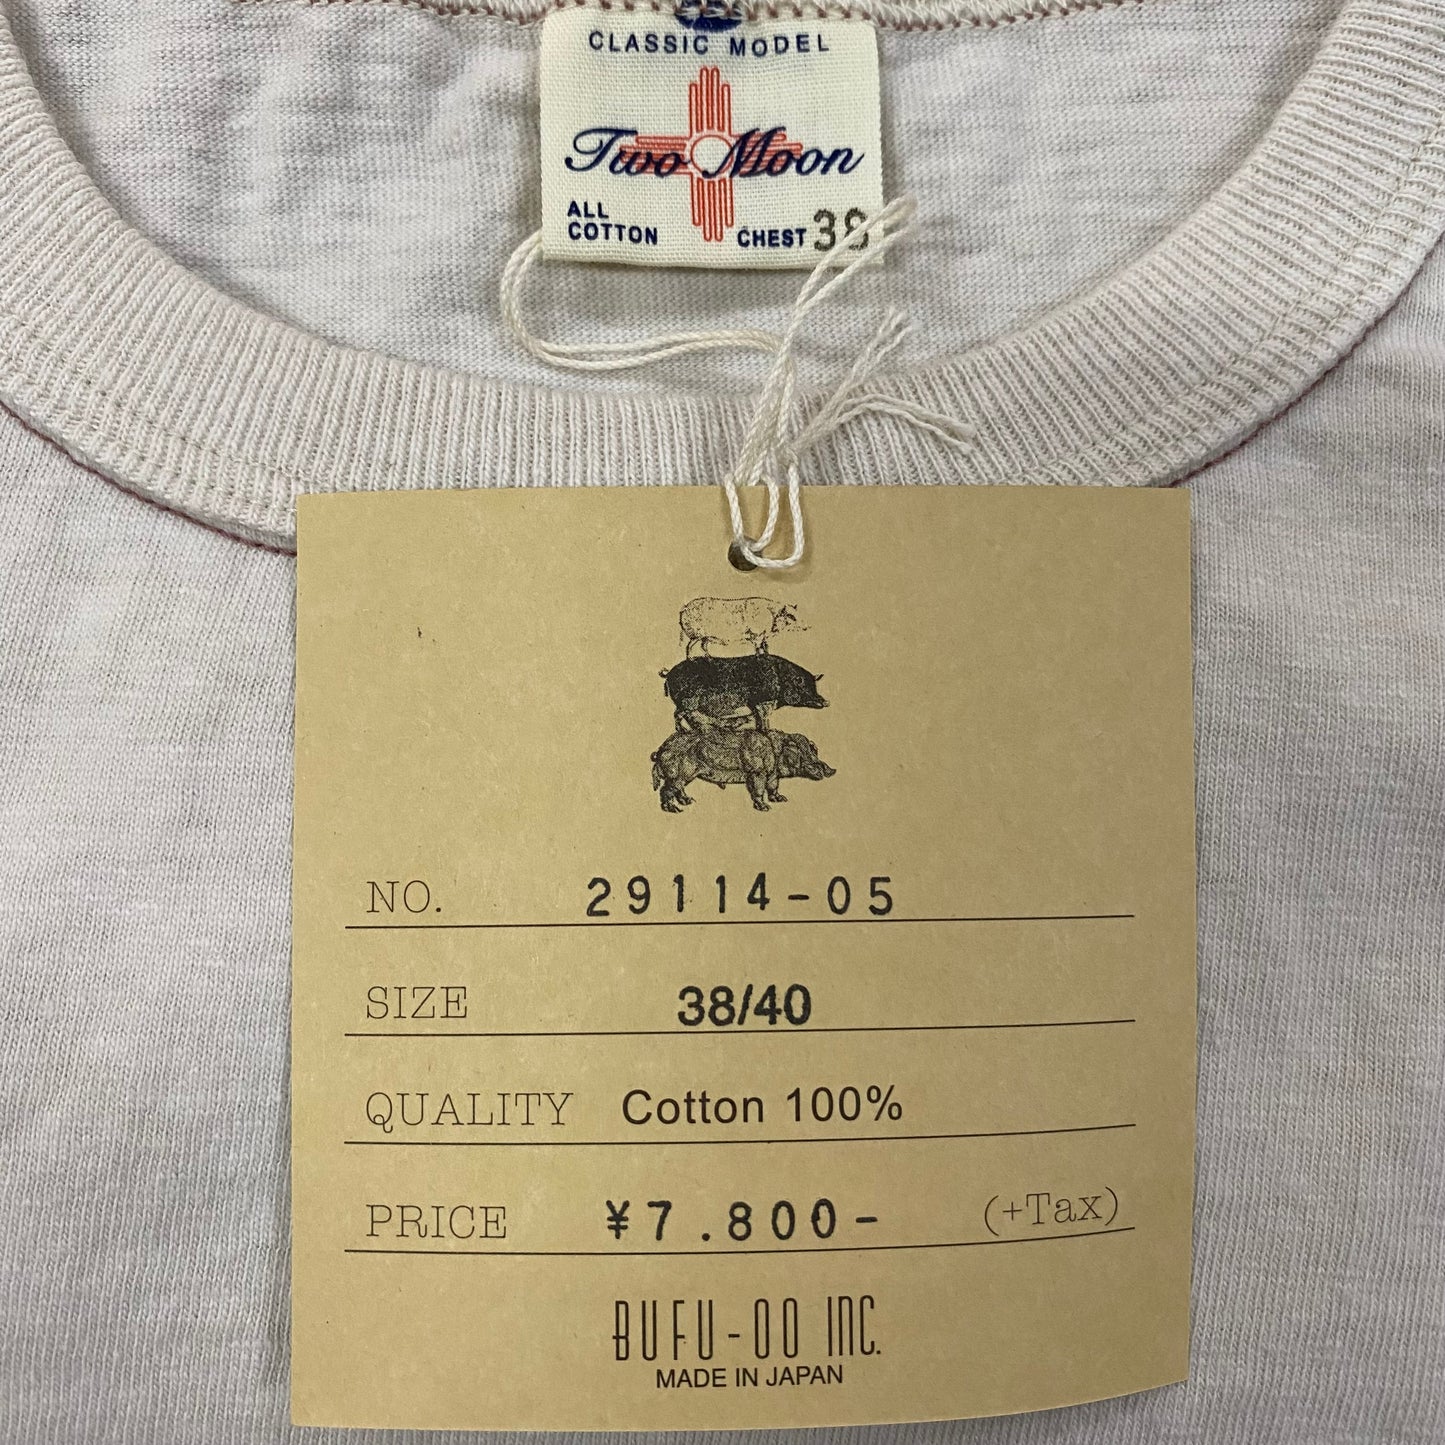 CLASSIC MODEL
Two Moon
ALL
COTTON
CHEST 38
NO. 29114-05
SIZE 38/40
QUALITY Cotton 100%
PRICE ¥7.800- (+Tax)
BUFU-OO INC.
MADE IN JAPAN